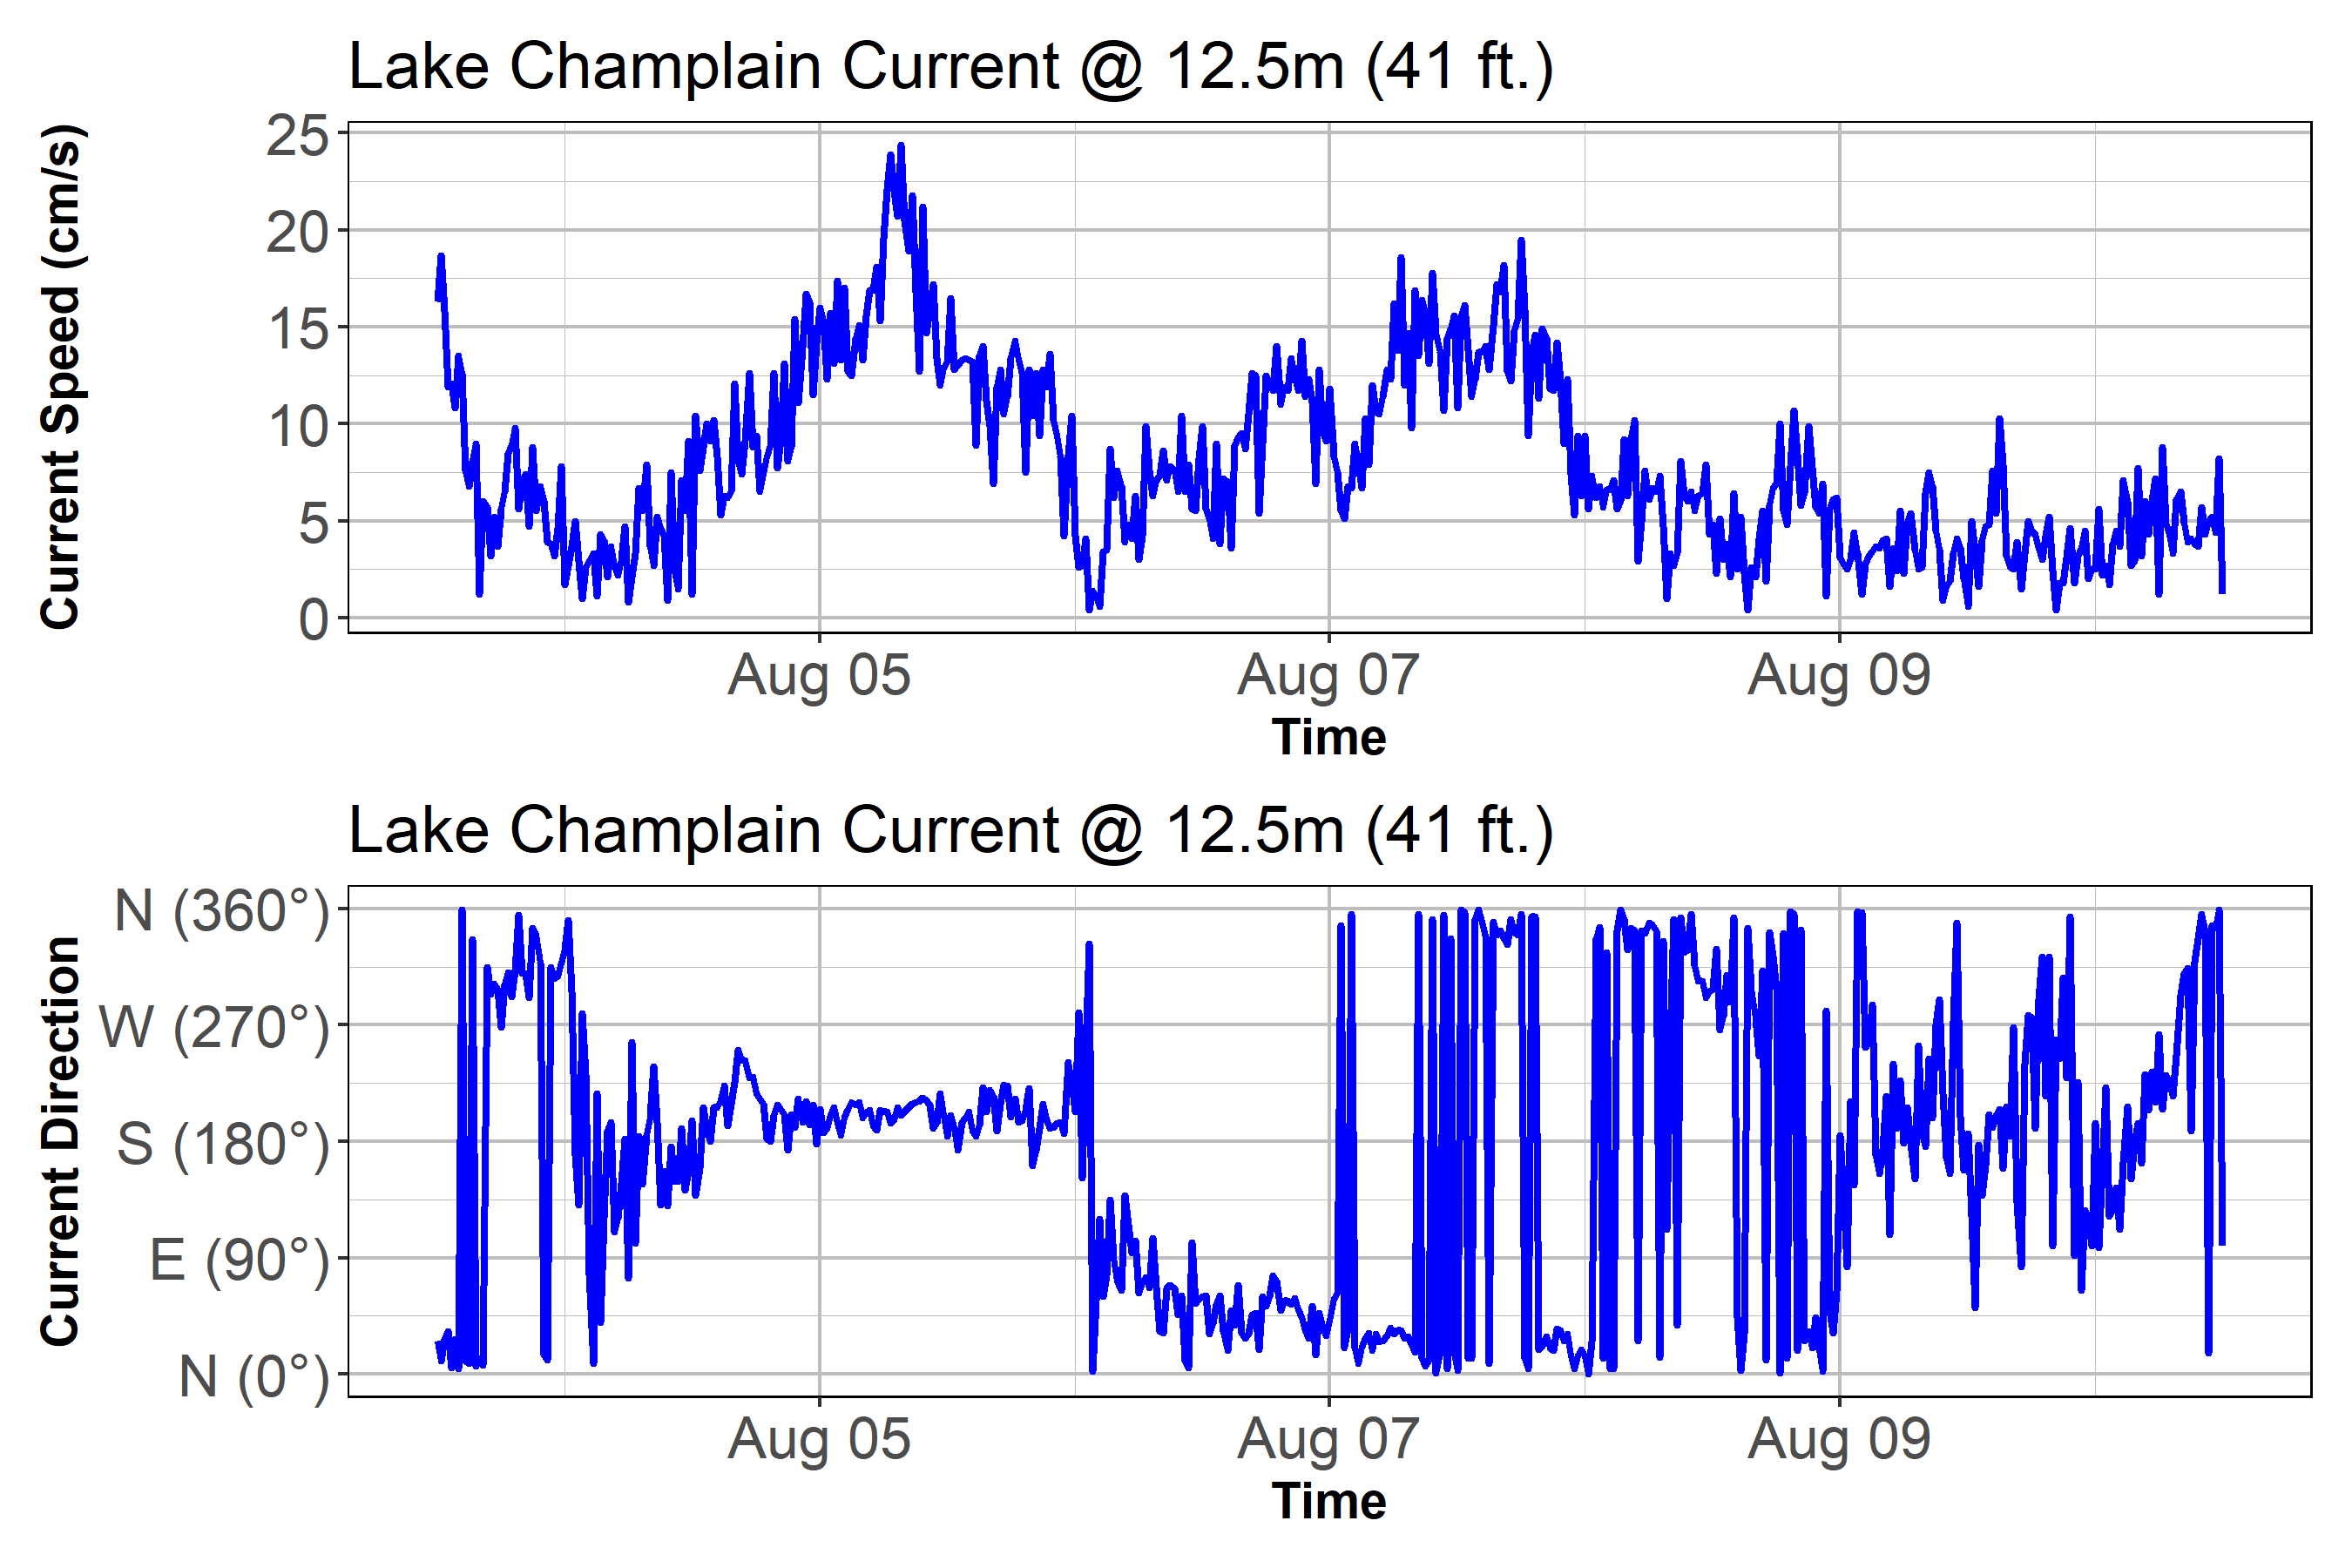 Lake Champlain Current @ 12.5m (41 ft.)
Current Speed (cm/s)
25
20
15
10
5
0
Aug 05 Aug 07 Aug 09
Time
Lake Champlain Current @ 12.5m (41 ft.)
Current Direction
N (360°)
W (270°)
S (180°)
E (90°)
N (0°)
Aug 05 Aug 07 Aug 09
Time